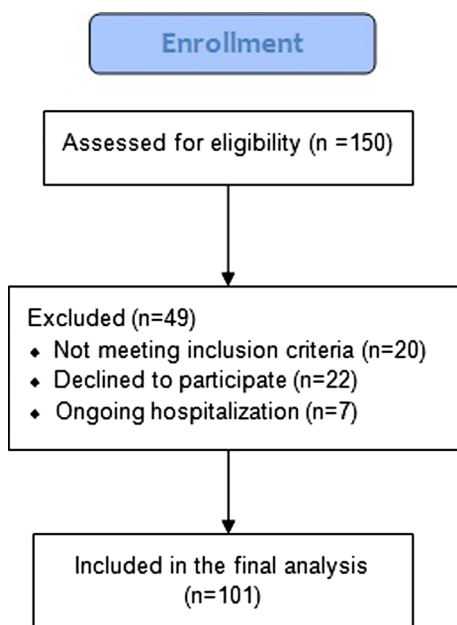 Enrollment
Assessed for eligibility (n =150)
Excluded (n=49)
⬥ Not meeting inclusion criteria (n=20)
⬥ Declined to participate (n=22)
⬥ Ongoing hospitalization (n=7)
Included in the final analysis
(n=101)